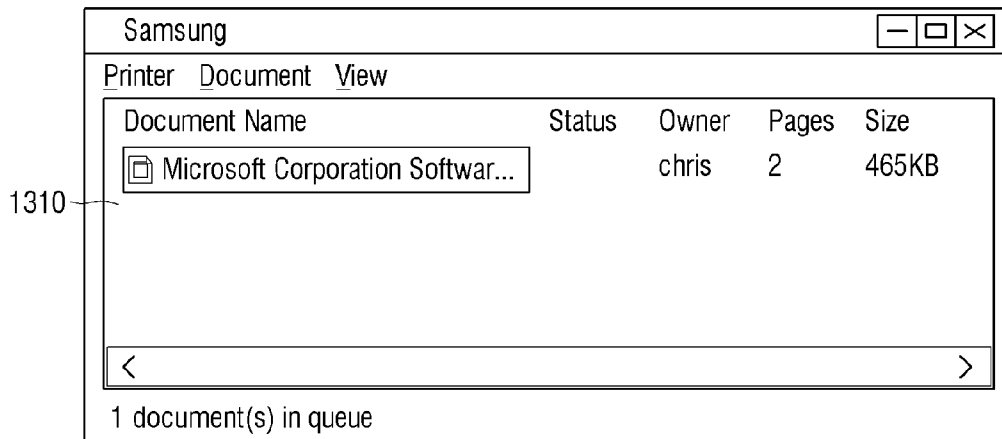 Samsung
Printer Document View
Document Name Status Owner Pages Size
Microsoft Corporation Softwar... chris 2 465KB
1310
1 document(s) in queue